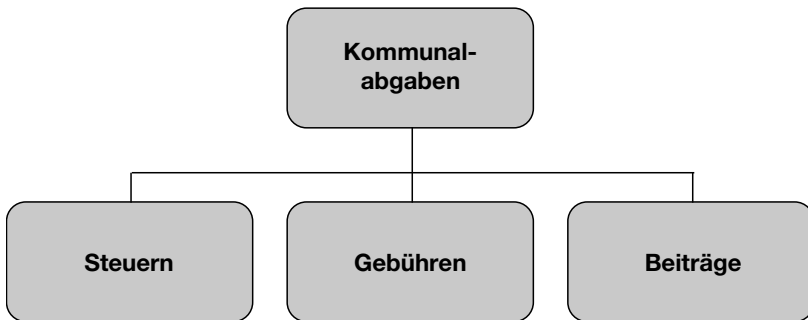 Kommunal-
abgaben
Steuern
Gebühren
Beiträge